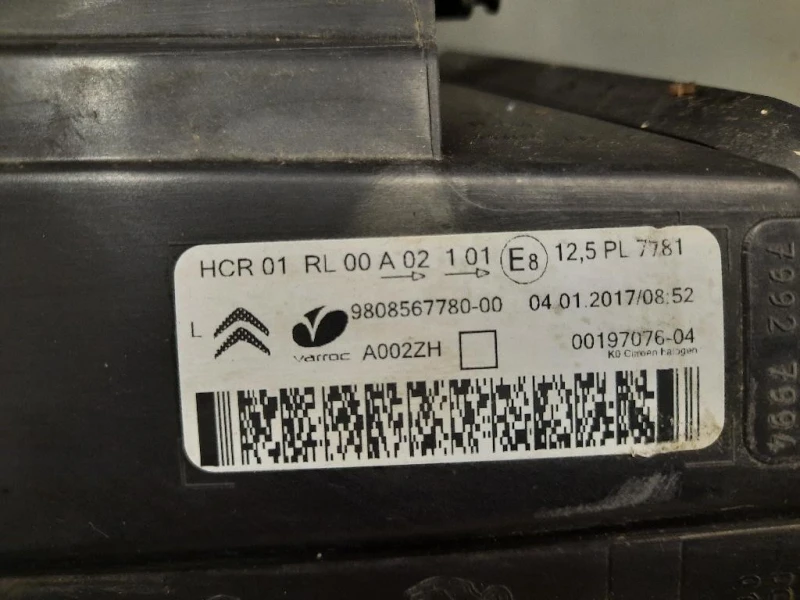 HCR 01 RL 00 A 02 1 01 E8 12,5 PL 7781
L varroc 9808567780-00 04.01.2017/08:52
A002ZH 00197076-04
K0 Citroen halogen
7992 7994